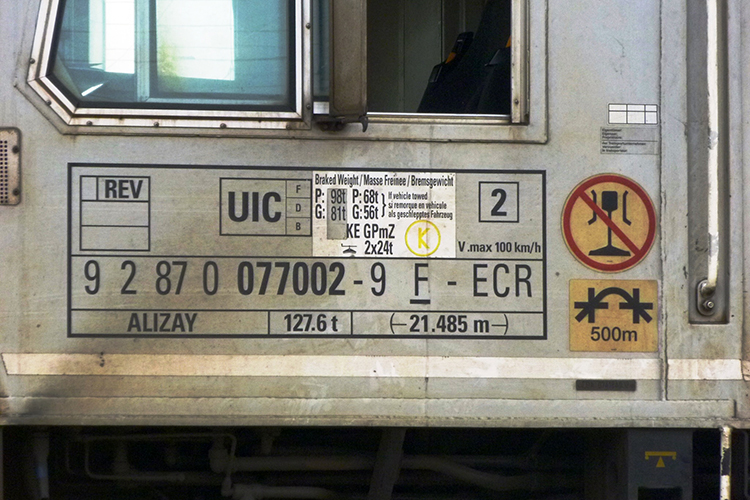 REV
UIC
F
D
B
Braked Weight / Masse Freinee / Bremsgewicht
P: 98t P: 68t
G: 81t G: 56t
If vehicle towed
si remorque en vehicule
als geschlepptes Fahrzeug
KE GPmZ
2x24t
K
2
V.max 100 km/h
9 2 87 0 077002 - 9 F - ECR
ALIZAY
127.6 t
21.485 m
500m